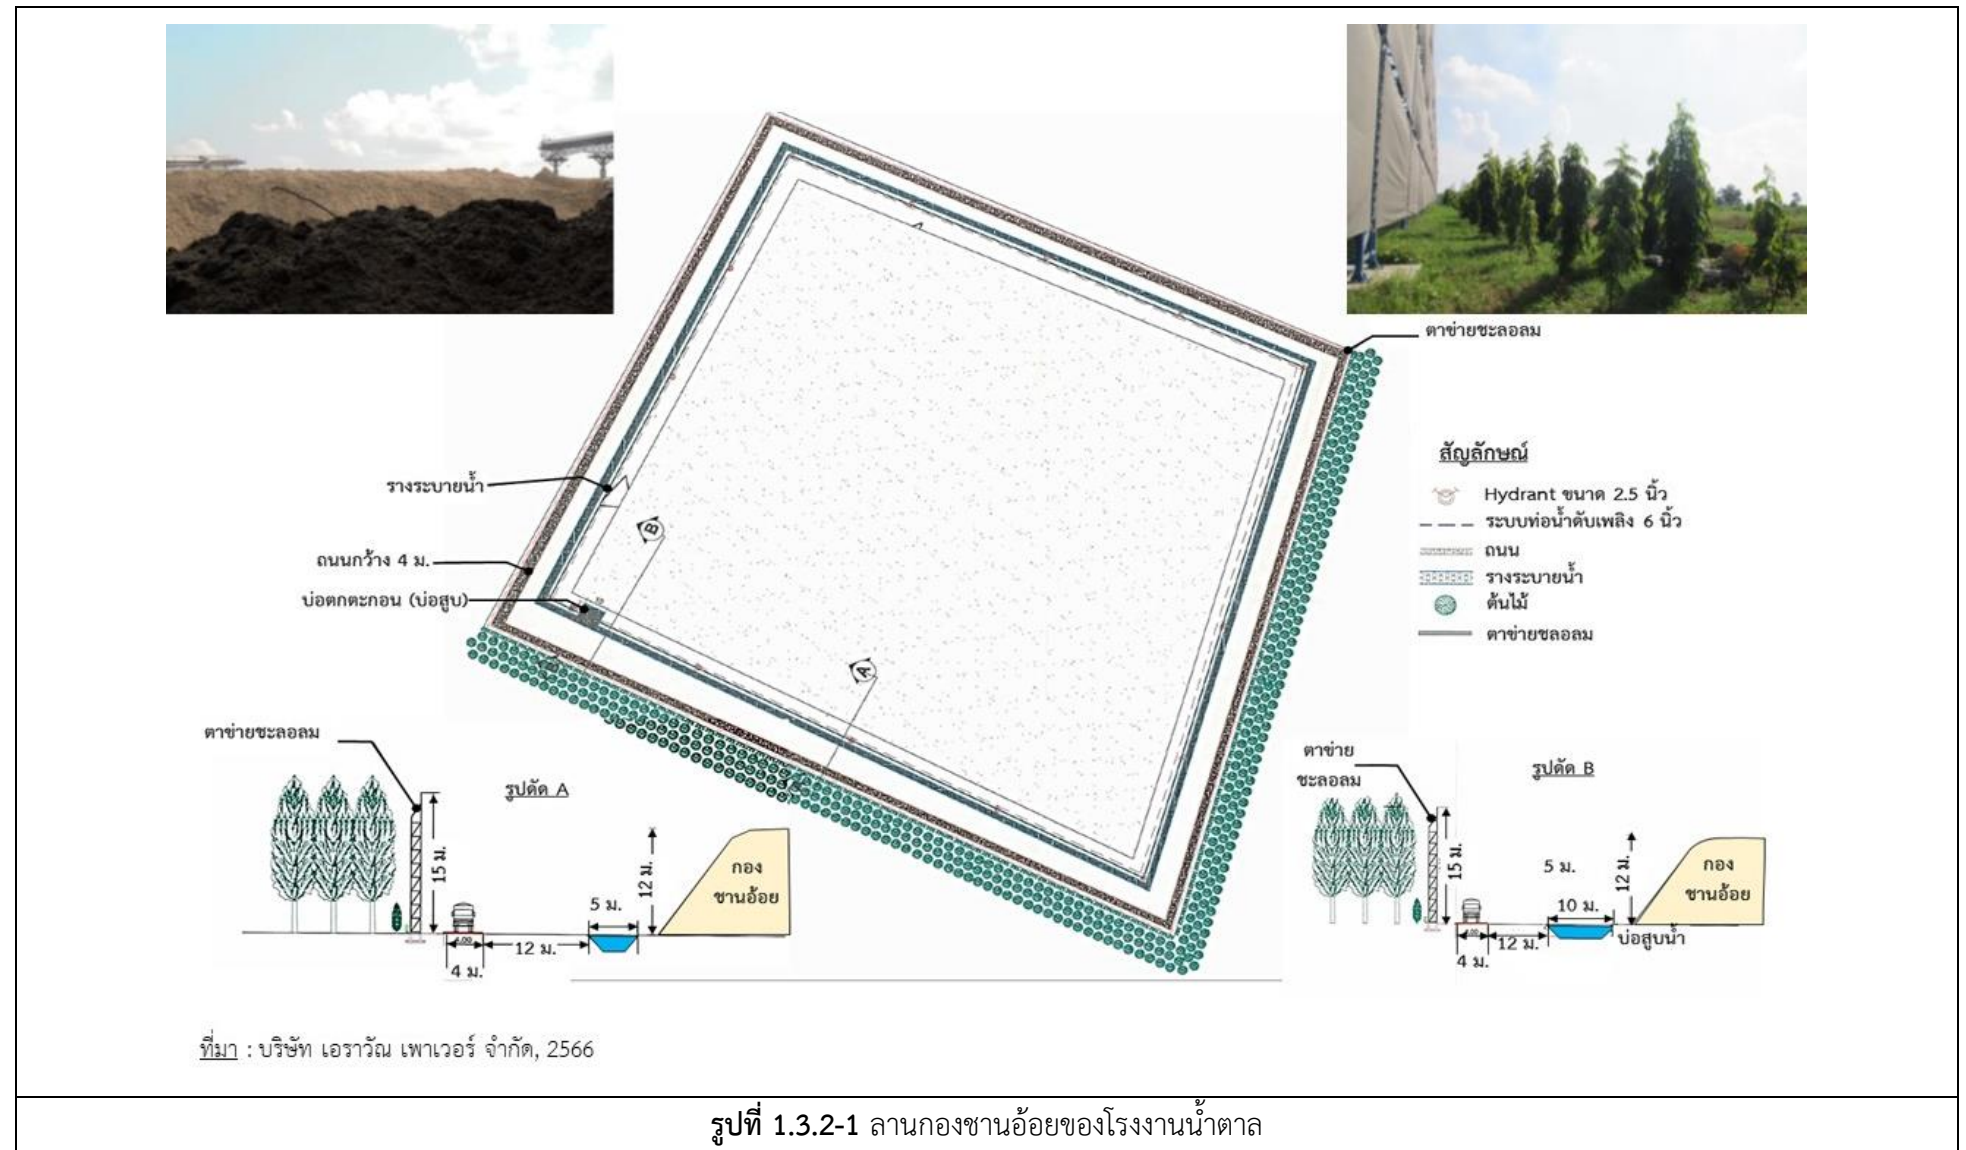 ตาข่ายชะลอลม
สัญลักษณ์
Hydrant ขนาด 2.5 นิ้ว
ระบบท่อน้ำดับเพลิง 6 นิ้ว
ถนน
รางระบายน้ำ
ต้นไม้
ตาข่ายชลอลม
รางระบายน้ำ
ถนนกว้าง 4 ม.
บ่อตกตะกอน (บ่อสูบ)
B
A
ตาข่ายชะลอลม
รูปตัด A
15 ม.
12 ม.
กอง
ชานอ้อย
5 ม.
4.00
12 ม.
4 ม.
ตาข่าย
ชะลอลม
รูปตัด B
15 ม.
5 ม.
12 ม.
กอง
ชานอ้อย
10 ม.
4.00
12 ม.
บ่อสูบน้ำ
4 ม.
ที่มา : บริษัท เอราวัณ เพาเวอร์ จำกัด, 2566
รูปที่ 1.3.2-1 ลานกองชานอ้อยของโรงงานน้ำตาล